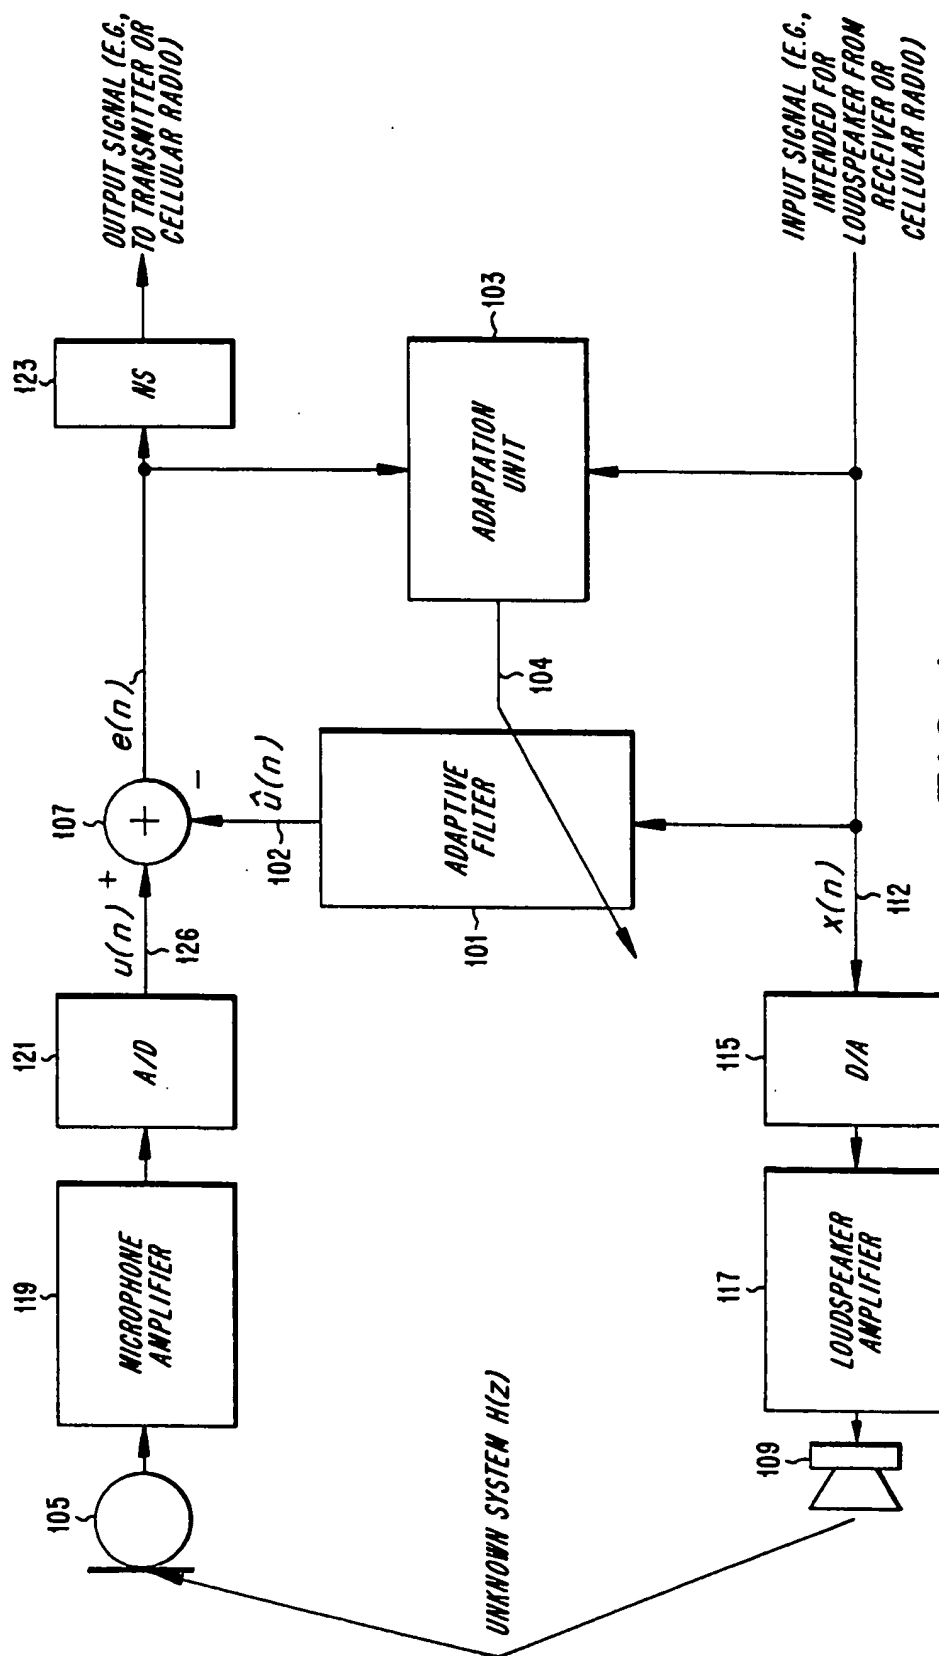 105
119
MICROPHONE
AMPLIFIER
121
A/D
u(n)
126
+
107
+
-
e(n)
123
NS
OUTPUT SIGNAL (E.G.,
TO TRANSMITTER OR
CELLULAR RADIO)
102
û(n)
101
ADAPTIVE
FILTER
104
ADAPTATION
UNIT
103
UNKNOWN SYSTEM H(Z)
109
117
LOUDSPEAKER
AMPLIFIER
115
D/A
x(n)
112
INPUT SIGNAL (E.G.,
INTENDED FOR
LOUDSPEAKER FROM
RECEIVER OR
CELLULAR RADIO)